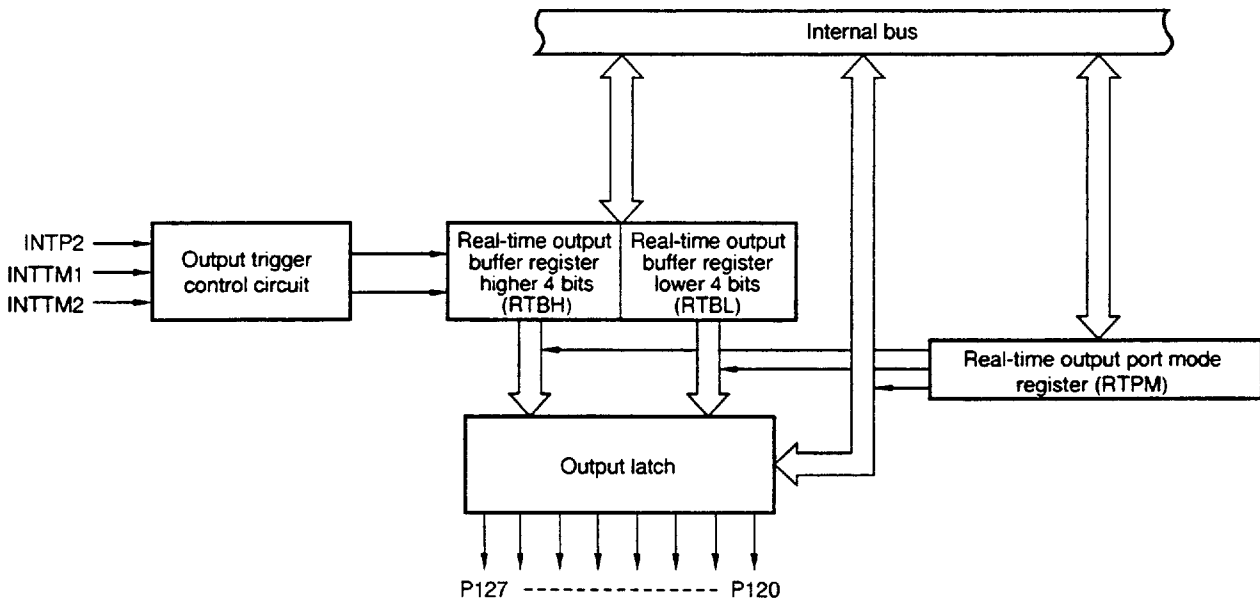 Internal bus
INTP2
INTTM1
INTTM2
Output trigger
control circuit
Real-time output
buffer register
higher 4 bits
(RTBH)
Real-time output
buffer register
lower 4 bits
(RTBL)
Real-time output port mode
register (RTPM)
Output latch
P127 ---------------- P120